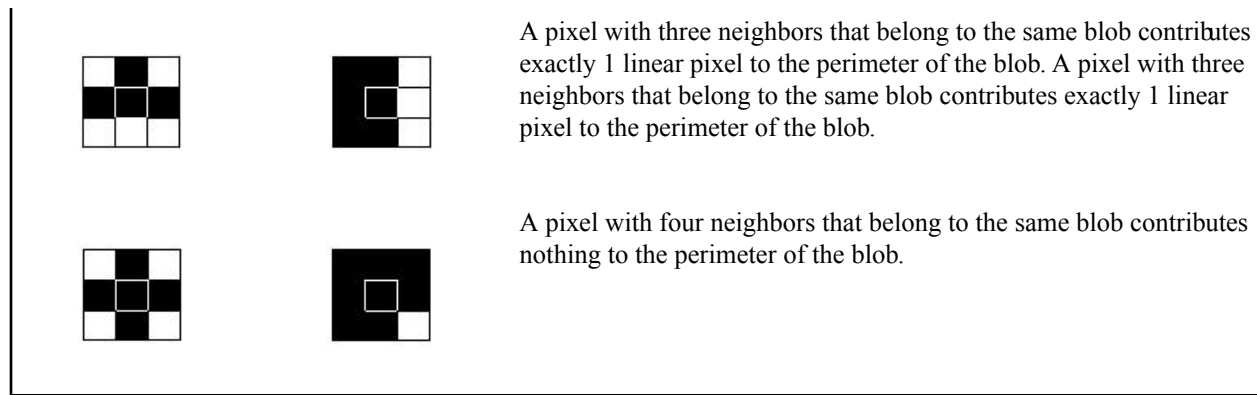 A pixel with three neighbors that belong to the same blob contributes
exactly 1 linear pixel to the perimeter of the blob. A pixel with three
neighbors that belong to the same blob contributes exactly 1 linear
pixel to the perimeter of the blob.
A pixel with four neighbors that belong to the same blob contributes
nothing to the perimeter of the blob.